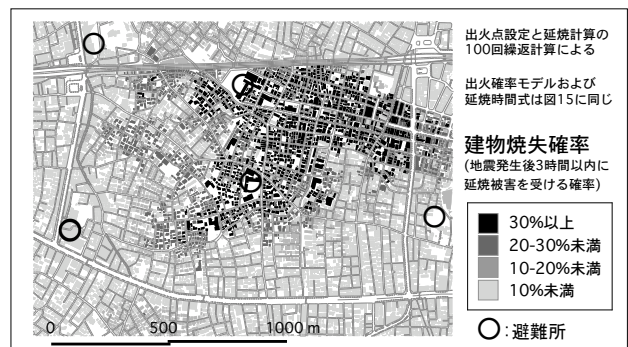 出火点設定と延焼計算の
100回繰返計算による
出火確率モデルおよび
延焼時間式は図15に同じ
建物焼失確率
(地震発生後3時間以内に
延焼被害を受ける確率)
30%以上
20-30%未満
10-20%未満
10%未満
:避難所
0 500 1000 m